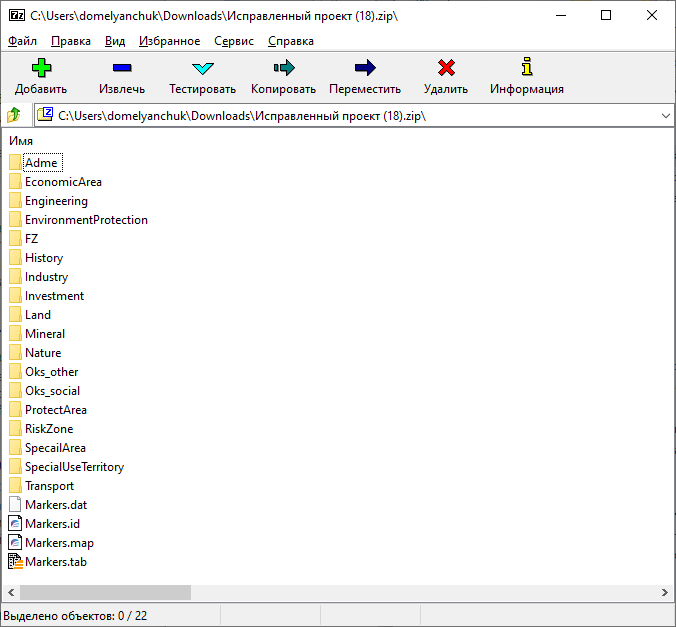 C:\Users\domelyanchuk\Downloads\Исправленный проект (18).zip\
Файл Правка Вид Избранное Сервис Справка
Добавить Извлечь Тестировать Копировать Переместить Удалить Информация
C:\Users\domelyanchuk\Downloads\Исправленный проект (18).zip\
Имя
Adme
EconomicArea
Engineering
EnvironmentProtection
FZ
History
Industry
Investment
Land
Mineral
Nature
Oks_other
Oks_social
ProtectArea
RiskZone
SpecailArea
SpecialUseTerritory
Transport
Markers.dat
Markers.id
Markers.map
Markers.tab
Выделено объектов: 0 / 22